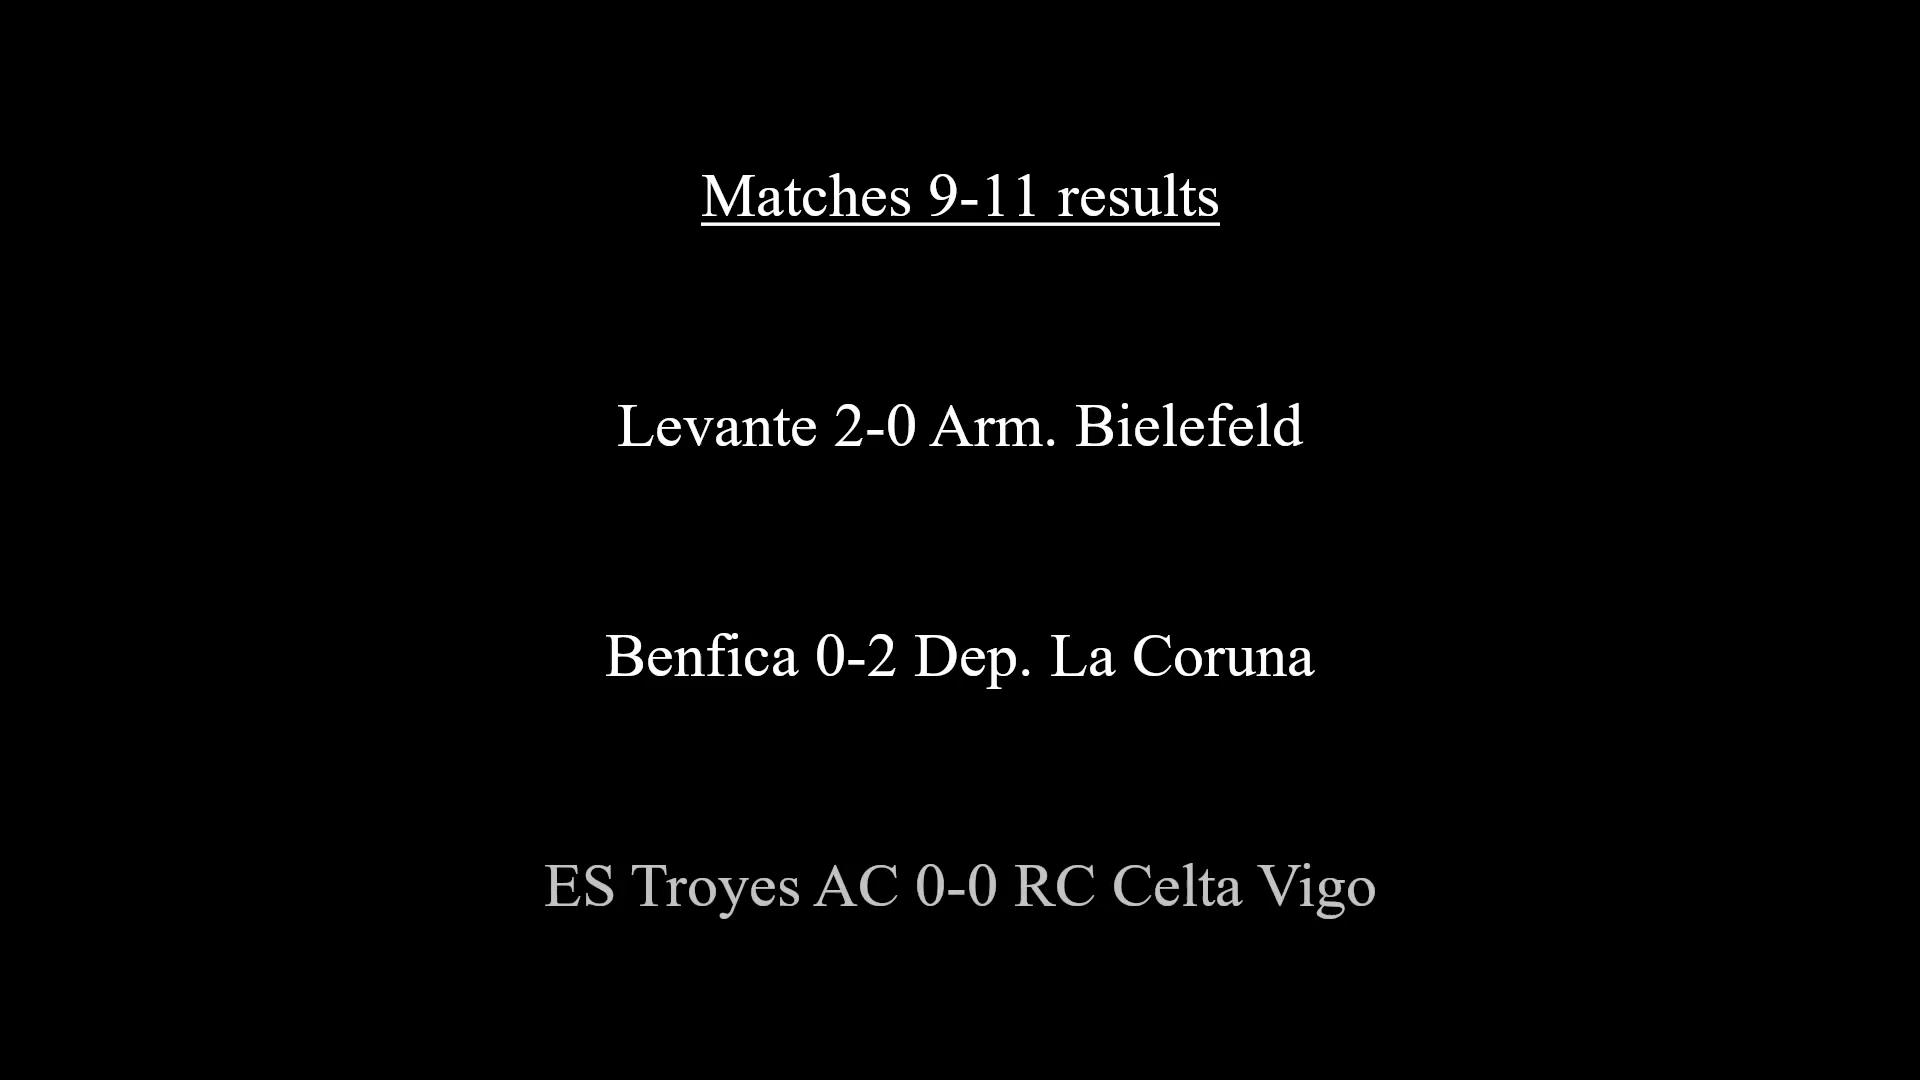 Matches 9-11 results
Levante 2-0 Arm. Bielefeld
Benfica 0-2 Dep. La Coruna
ES Troyes AC 0-0 RC Celta Vigo